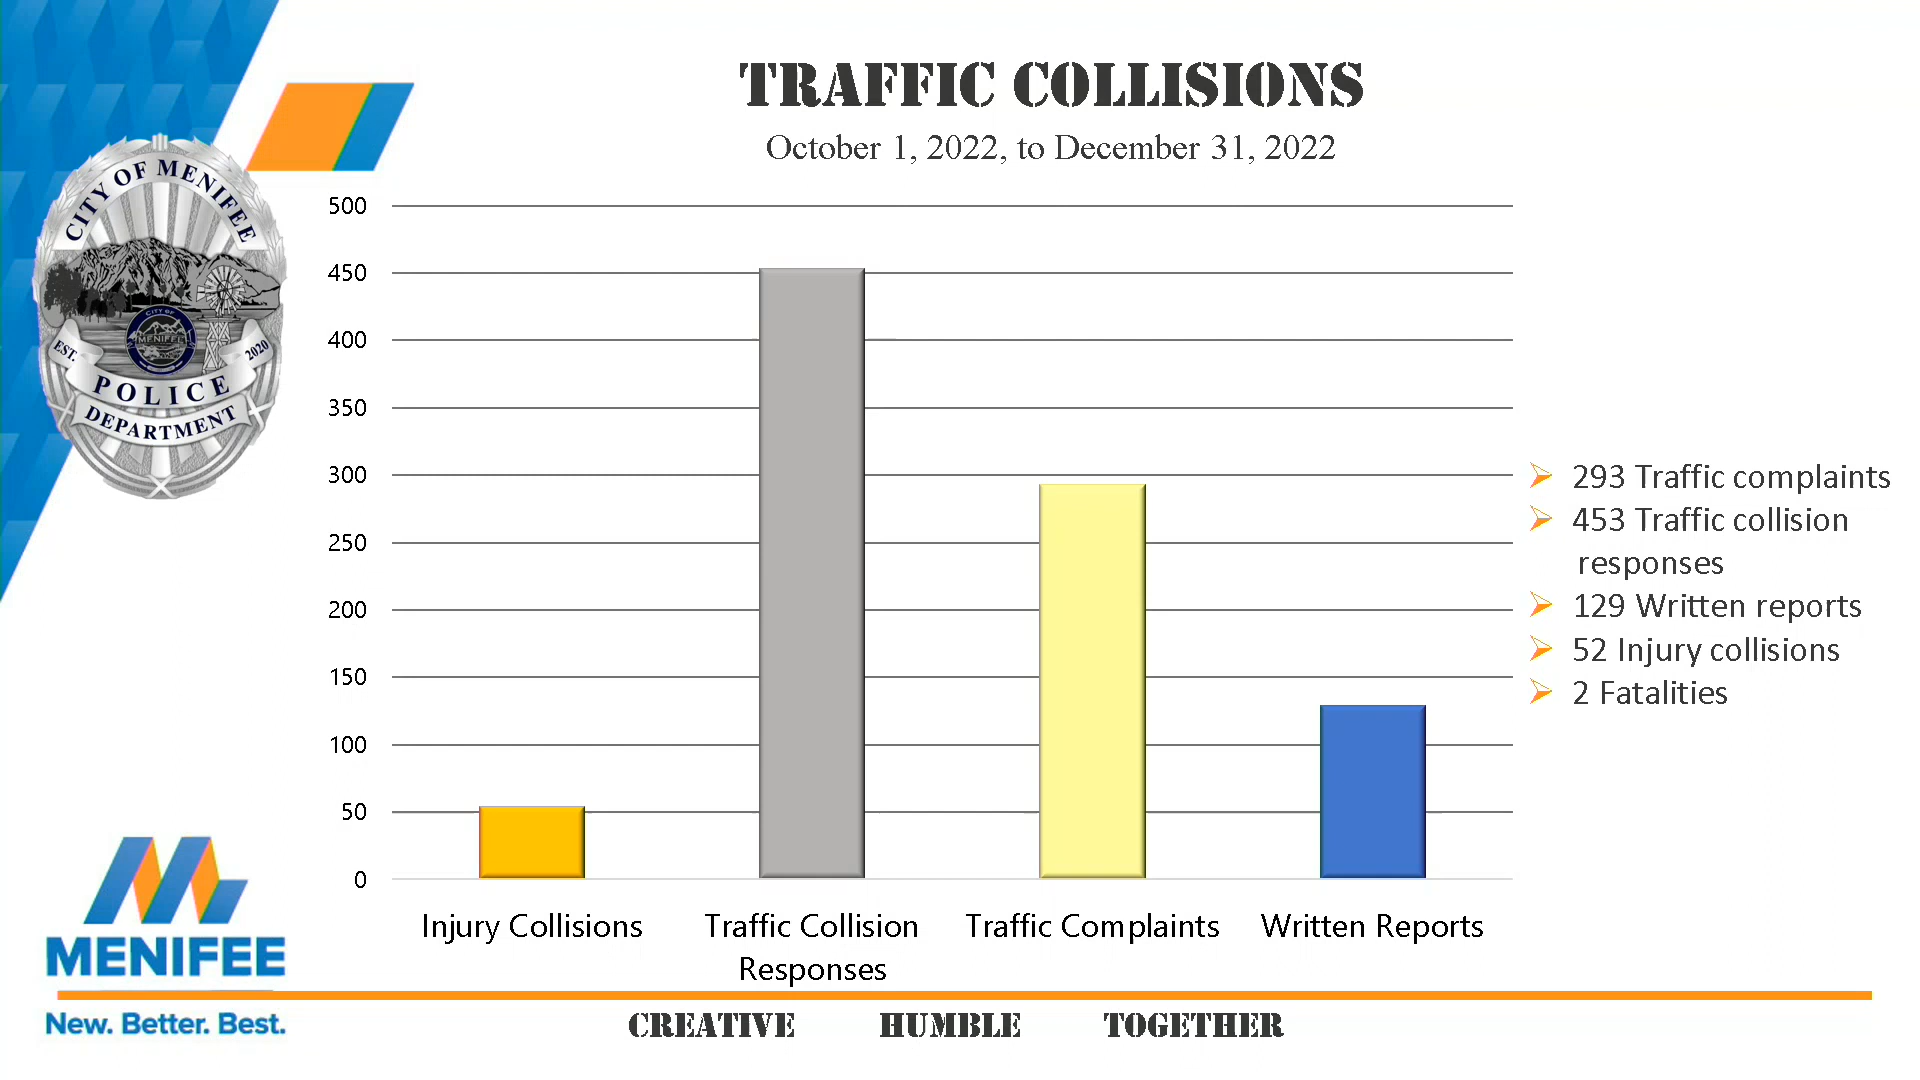 TRAFFIC COLLISIONS
October 1, 2022, to December 31, 2022
CITY OF MENIFEE
CITY OF
MENIFEE
EST.
2020
POLICE
DEPARTMENT
500
450
400
350
300
250
200
150
100
50
0
Injury Collisions
Traffic Collision
Responses
Traffic Complaints
Written Reports
293 Traffic complaints
453 Traffic collision
responses
129 Written reports
52 Injury collisions
2 Fatalities
MENIFEE
New. Better. Best.
CREATIVE HUMBLE TOGETHER